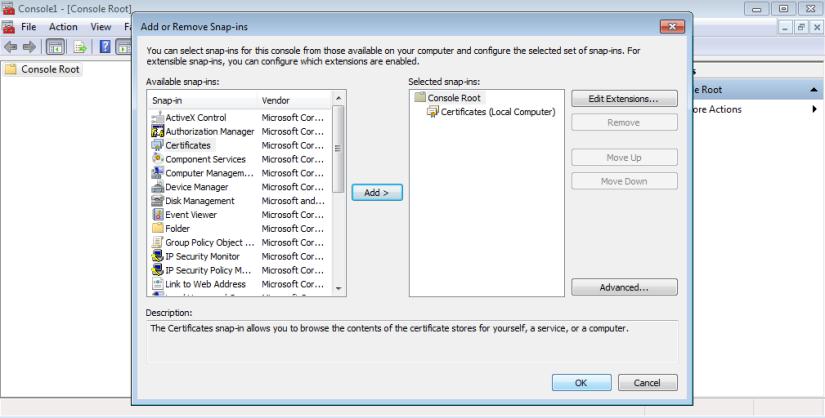 Console1 - [Console Root]
File Action View Fa
Console Root
Add or Remove Snap-ins
You can select snap-ins for this console from those available on your computer and configure the selected set of snap-ins. For
extensible snap-ins, you can configure which extensions are enabled.
Available snap-ins:
Snap-in Vendor
ActiveX Control Microsoft Cor...
Authorization Manager Microsoft Cor...
Certificates Microsoft Cor...
Component Services Microsoft Cor...
Computer Managem... Microsoft Cor...
Device Manager Microsoft Cor...
Disk Management Microsoft and...
Event Viewer Microsoft Cor...
Folder Microsoft Cor...
Group Policy Object ... Microsoft Cor...
IP Security Monitor Microsoft Cor...
IP Security Policy M... Microsoft Cor...
Link to Web Address Microsoft Cor...
Add >
Selected snap-ins:
Console Root
Certificates (Local Computer)
Edit Extensions...
Remove
Move Up
Move Down
Advanced...
Description:
The Certificates snap-in allows you to browse the contents of the certificate stores for yourself, a service, or a computer.
OK Cancel
s
e Root
ore Actions